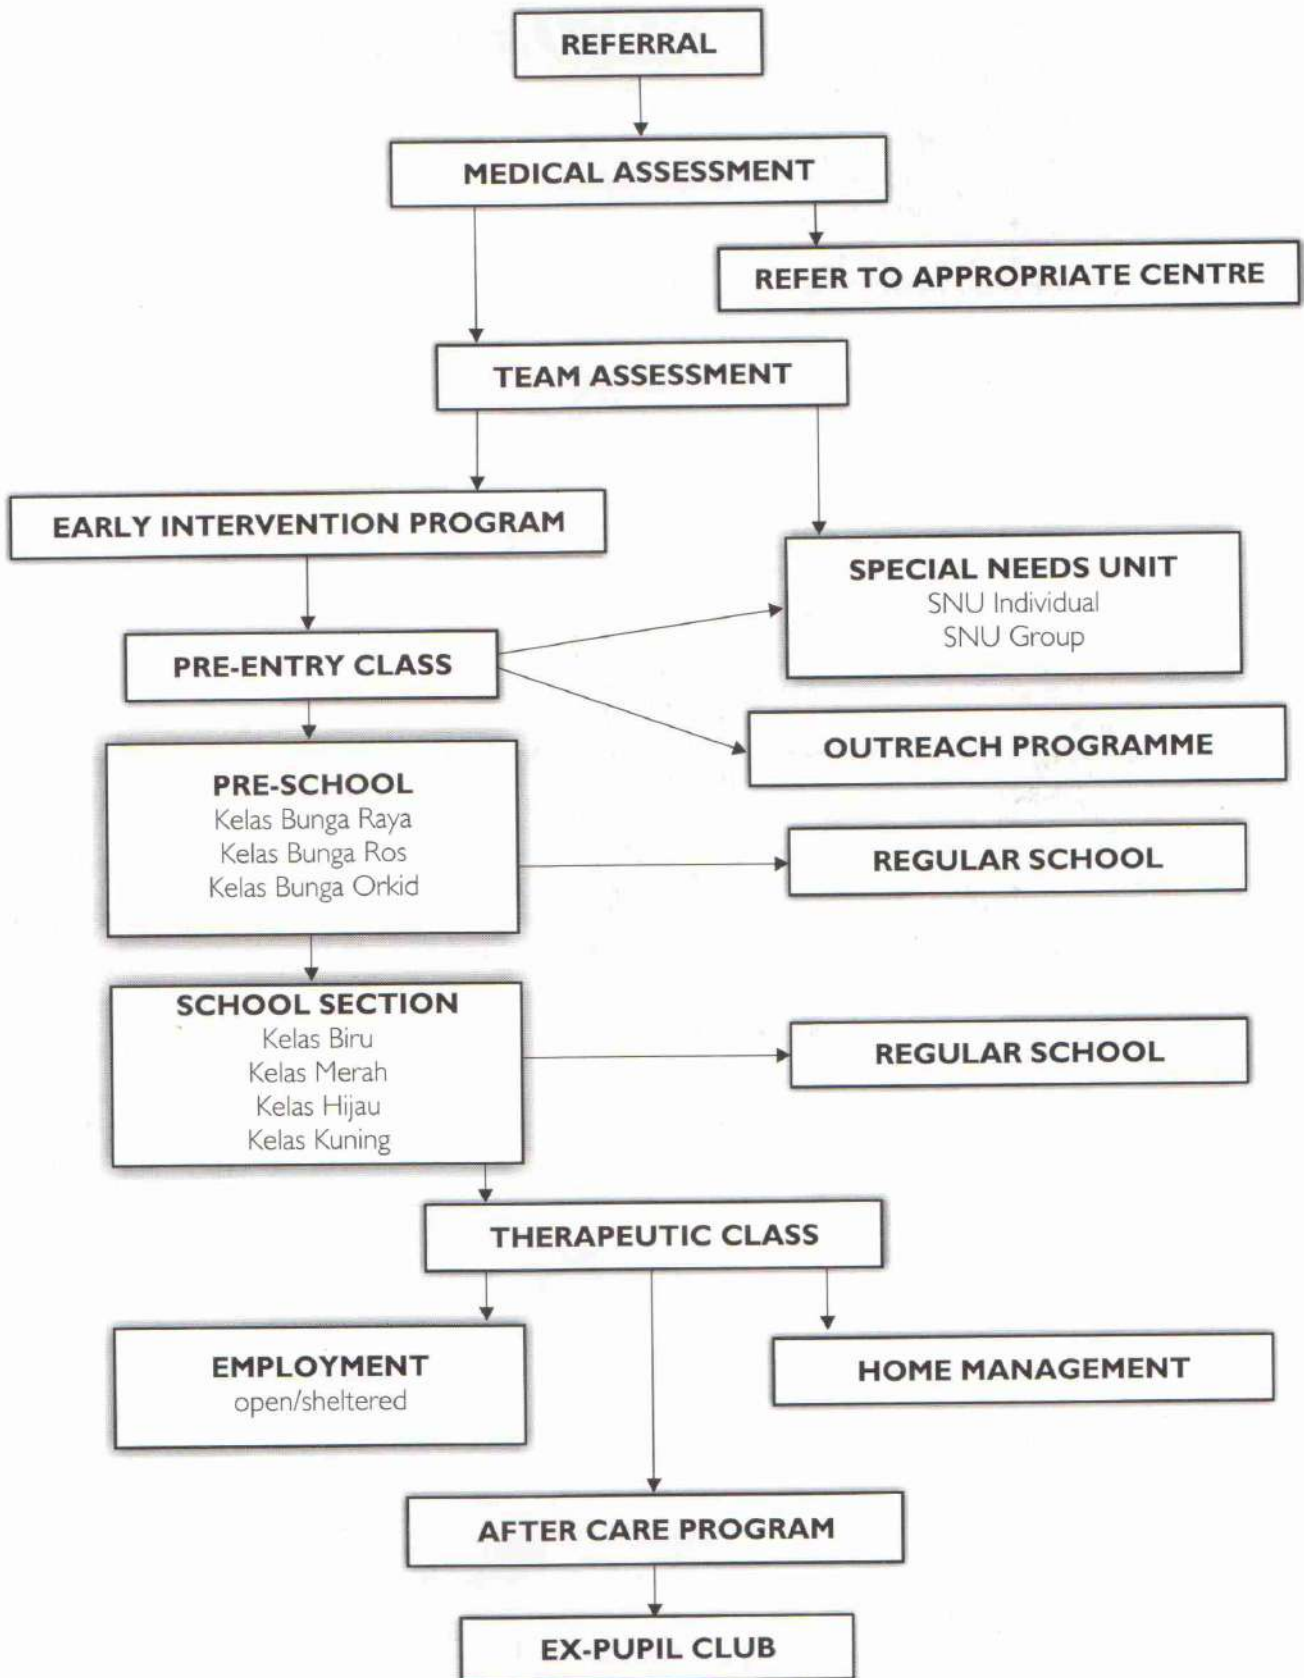 REFERRAL
MEDICAL ASSESSMENT
REFER TO APPROPRIATE CENTRE
TEAM ASSESSMENT
EARLY INTERVENTION PROGRAM
SPECIAL NEEDS UNIT
SNU Individual
SNU Group
PRE-ENTRY CLASS
OUTREACH PROGRAMME
PRE-SCHOOL
Kelas Bunga Raya
Kelas Bunga Ros
Kelas Bunga Orkid
REGULAR SCHOOL
SCHOOL SECTION
Kelas Biru
Kelas Merah
Kelas Hijau
Kelas Kuning
REGULAR SCHOOL
THERAPEUTIC CLASS
EMPLOYMENT
open/sheltered
HOME MANAGEMENT
AFTER CARE PROGRAM
EX-PUPIL CLUB